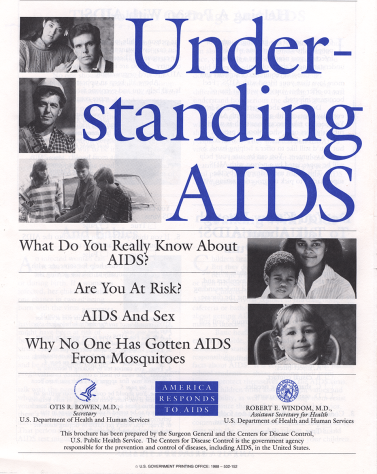 Under-
standing
AIDS
What Do You Really Know About
AIDS?
Are You At Risk?
AIDS And Sex
Why No One Has Gotten AIDS
From Mosquitoes
OTIS R. BOWEN, M.D.,
Secretary
U.S. Department of Health and Human Services
AMERICA
RESPONDS
TO AIDS
ROBERT E. WINDOM, M.D.,
Assistant Secretary for Health
U.S. Department of Health and Human Services
This brochure has been prepared by the Surgeon General and the Centers for Disease Control,
U.S. Public Health Service. The Centers for Disease Control is the government agency
responsible for the prevention and control of diseases, including AIDS, in the United States.
U.S. GOVERNMENT PRINTING OFFICE: 1988